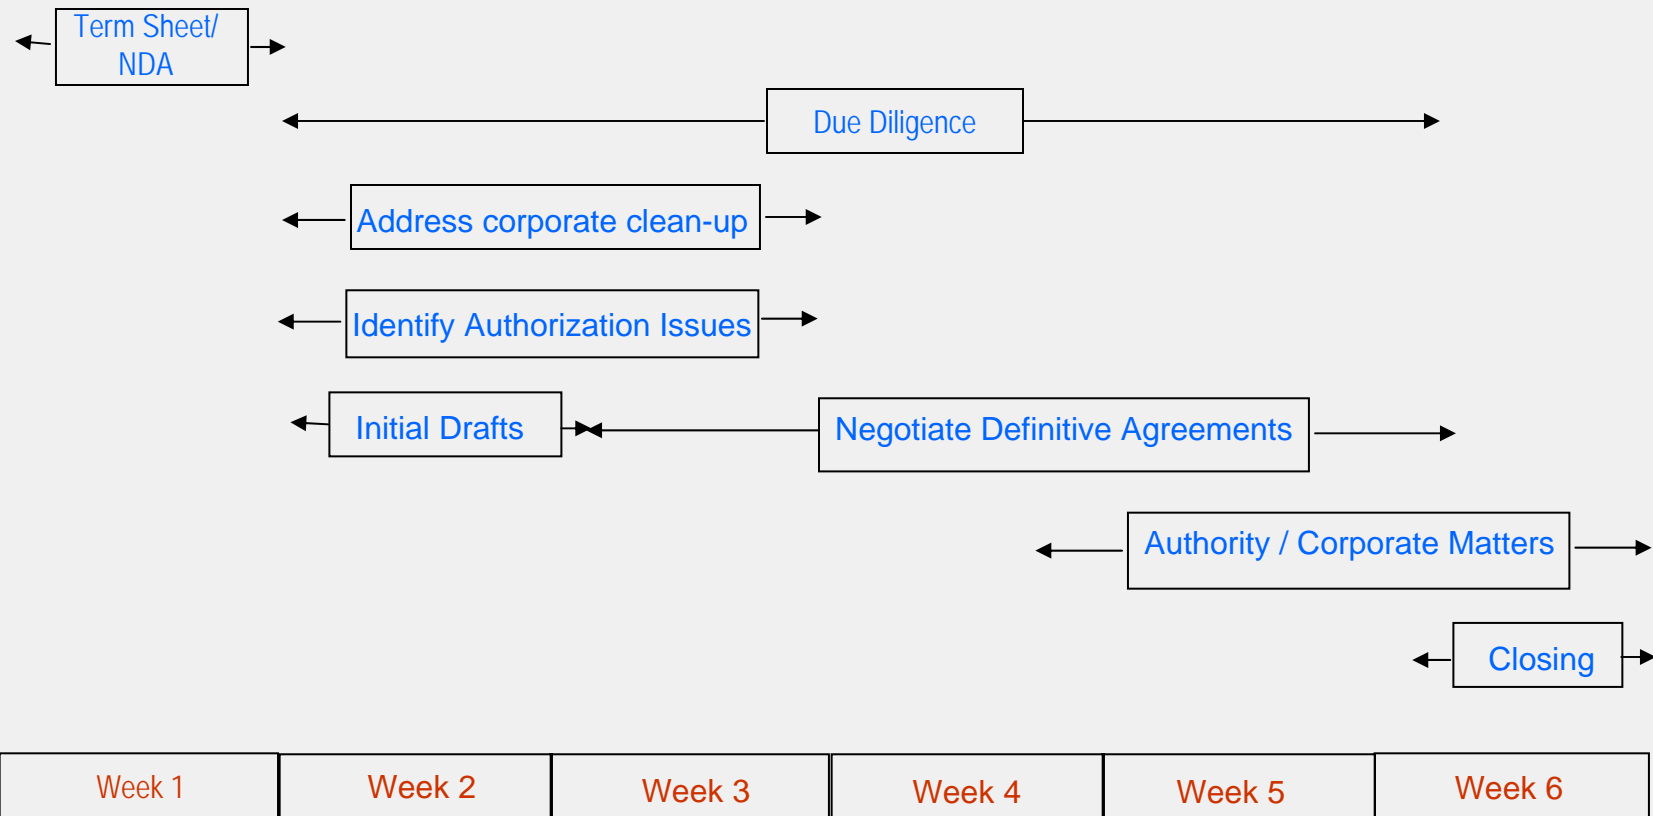 Term Sheet/
NDA
Due Diligence
Address corporate clean-up
Identify Authorization Issues
Initial Drafts
Negotiate Definitive Agreements
Authority / Corporate Matters
Closing
Week 1
Week 2
Week 3
Week 4
Week 5
Week 6